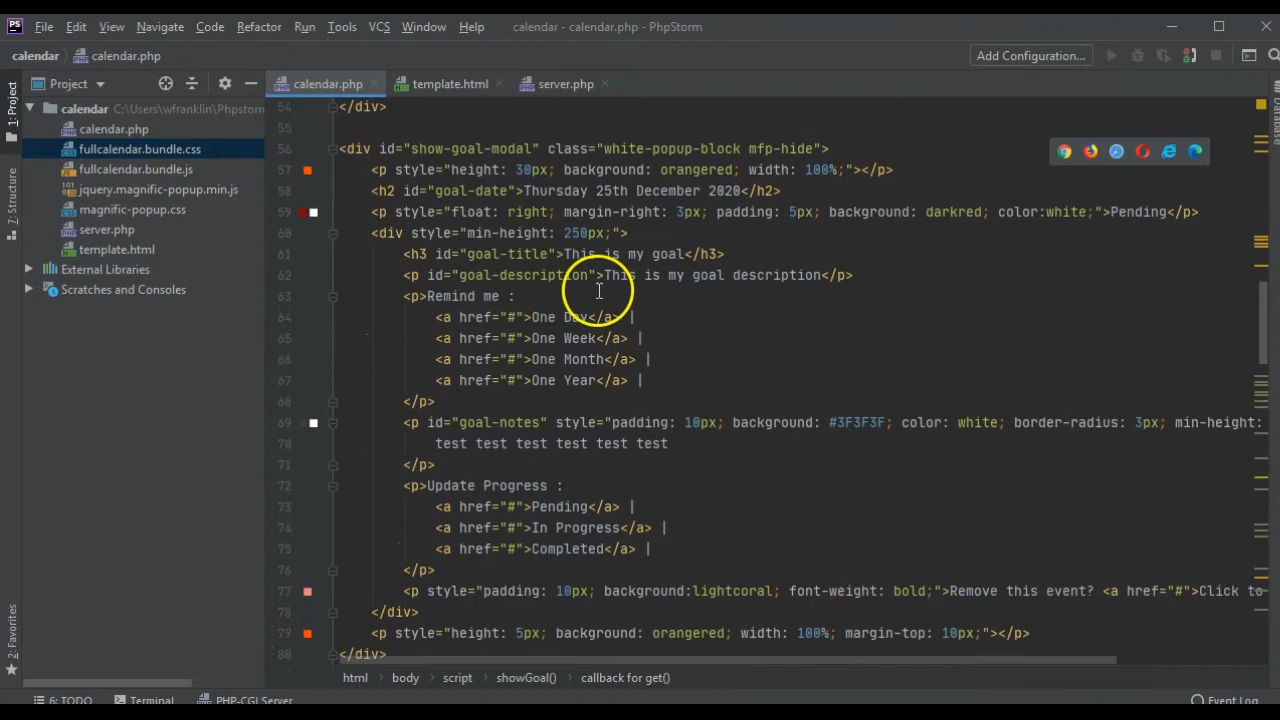 PS File Edit View Navigate Code Refactor Run Tools VCS Window Help calendar - calendar.php - PhpStorm
calendar calendar.php Add Configuration...
1: Project
Project
calendar.php template.html server.php
calendar C:\Users\wfranklin\Phpstorm
calendar.php
fullcalendar.bundle.css
fullcalendar.bundle.js
jquery.magnific-popup.min.js
magnific-popup.css
server.php
template.html
External Libraries
Scratches and Consoles
7: Structure
2: Favorites
54 </div>
55
56 <div id="show-goal-modal" class="white-popup-block mfp-hide">
57 <p style="height: 30px; background: orangered; width: 100%;"></p>
58 <h2 id="goal-date">Thursday 25th December 2020</h2>
59 <p style="float: right; margin-right: 3px; padding: 5px; background: darkred; color:white;">Pending</p>
60 <div style="min-height: 250px;">
61 <h3 id="goal-title">This is my goal</h3>
62 <p id="goal-description">This is my goal description</p>
63 <p>Remind me :
64 <a href="#">One Day</a> |
65 <a href="#">One Week</a> |
66 <a href="#">One Month</a> |
67 <a href="#">One Year</a> |
68 </p>
69 <p id="goal-notes" style="padding: 10px; background: #3F3F3F; color: white; border-radius: 3px; min-height:
70 test test test test test test
71 </p>
72 <p>Update Progress :
73 <a href="#">Pending</a> |
74 <a href="#">In Progress</a> |
75 <a href="#">Completed</a> |
76 </p>
77 <p style="padding: 10px; background:lightcoral; font-weight: bold;">Remove this event? <a href="#">Click to
78 </div>
79 <p style="height: 5px; background: orangered; width: 100%; margin-top: 10px;"></p>
80 </div>
Database
html body script showGoal() callback for get()
6: TODO Terminal PHP-CGI Server Event Log